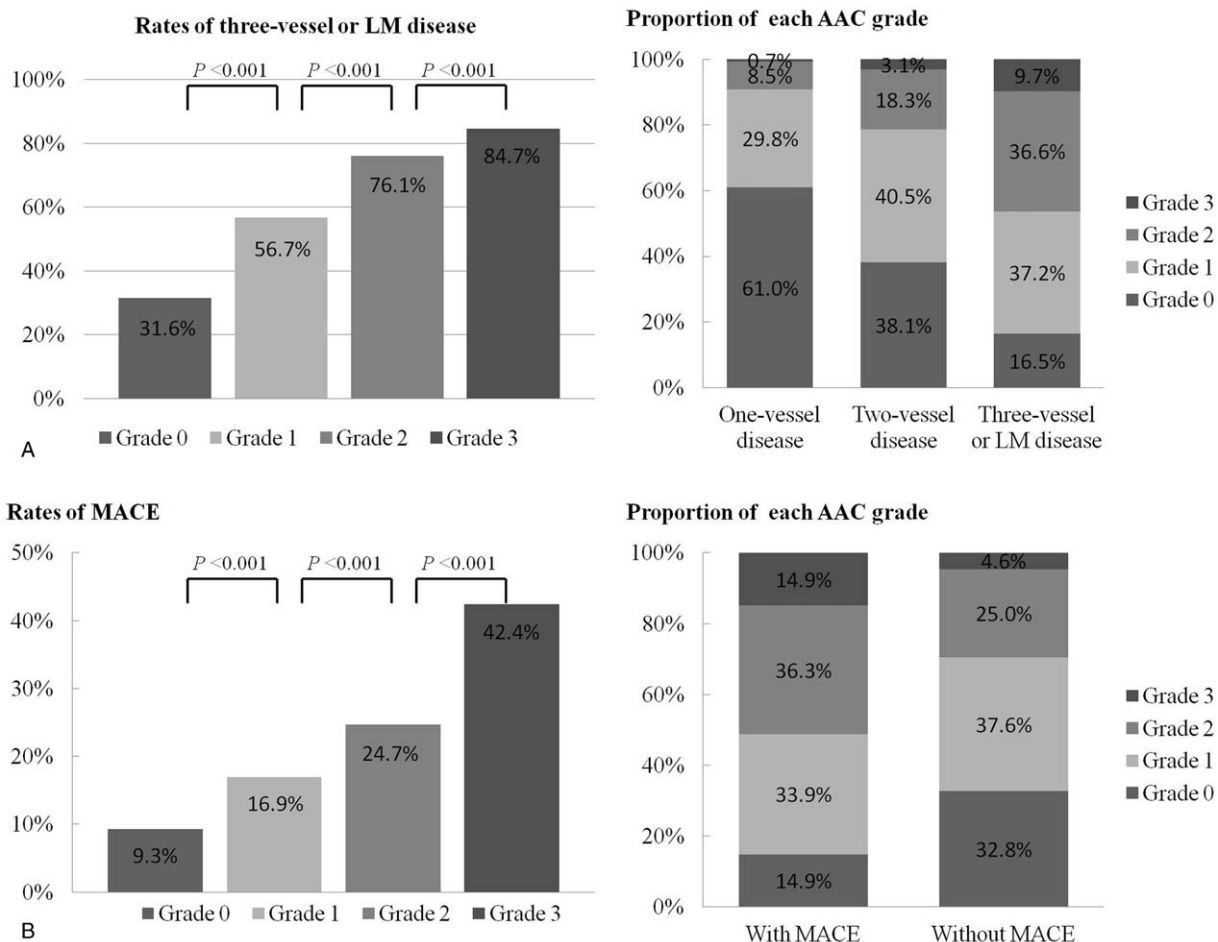 Rates of three-vessel or LM disease
P <0.001 P <0.001 P <0.001
100%
80%
60%
40%
20%
0%
31.6%
56.7%
76.1%
84.7%
Grade 0 Grade 1 Grade 2 Grade 3
A
Proportion of each AAC grade
100%
80%
60%
40%
20%
0%
0.7%
8.5%
29.8%
61.0%
3.1%
18.3%
40.5%
38.1%
9.7%
36.6%
37.2%
16.5%
One-vessel
disease
Two-vessel
disease
Three-vessel
or LM disease
Grade 3
Grade 2
Grade 1
Grade 0
Rates of MACE
P <0.001 P <0.001 P <0.001
50%
40%
30%
20%
10%
0%
9.3%
16.9%
24.7%
42.4%
Grade 0 Grade 1 Grade 2 Grade 3
B
Proportion of each AAC grade
100%
80%
60%
40%
20%
0%
14.9%
36.3%
33.9%
14.9%
4.6%
25.0%
37.6%
32.8%
With MACE
Without MACE
Grade 3
Grade 2
Grade 1
Grade 0